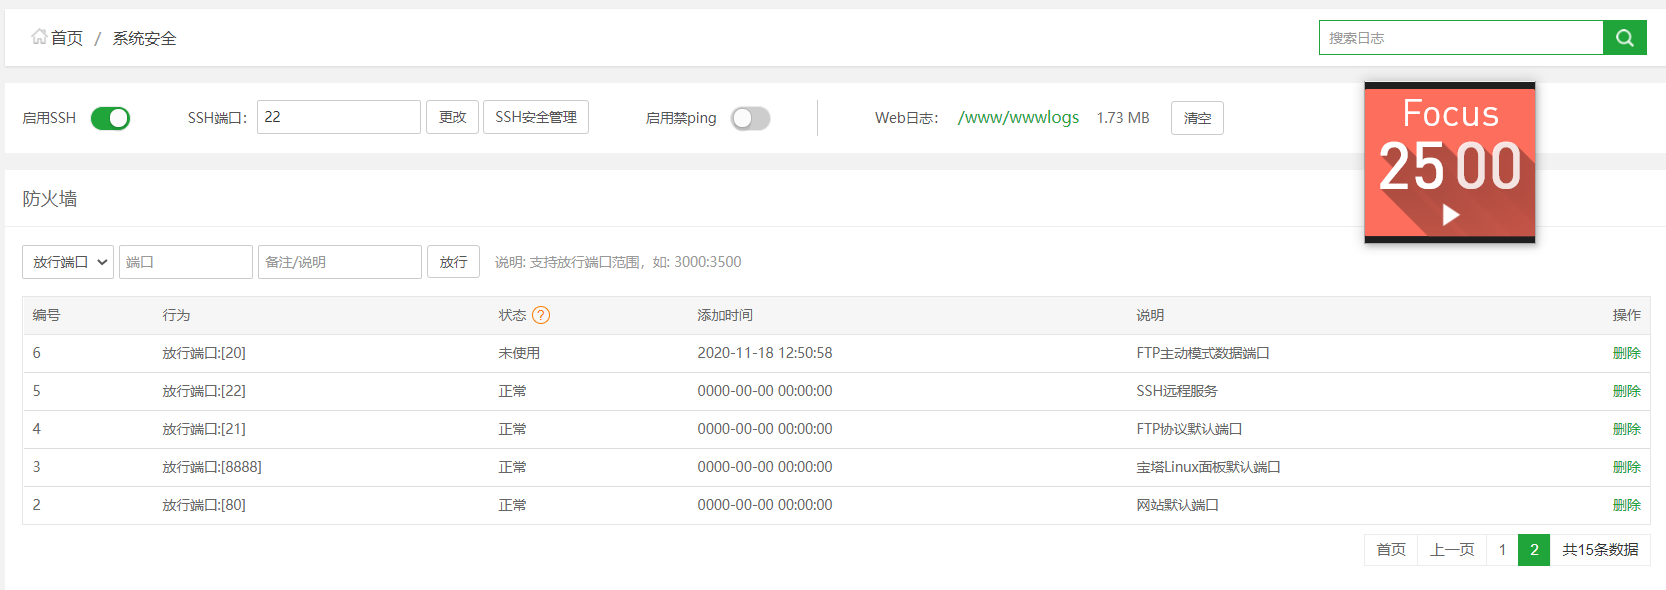 首页 / 系统安全
搜索日志
启用SSH
SSH端口：
22
更改
SSH安全管理
启用禁ping
Web日志：
/www/wwwlogs
1.73 MB
清空
Focus
25 00
防火墙
放行端口
端口
备注/说明
放行
说明: 支持放行端口范围，如: 3000:3500
编号 行为 状态 ? 添加时间 说明 操作
6 放行端口:[20] 未使用 2020-11-18 12:50:58 FTP主动模式数据端口 删除
5 放行端口:[22] 正常 0000-00-00 00:00:00 SSH远程服务 删除
4 放行端口:[21] 正常 0000-00-00 00:00:00 FTP协议默认端口 删除
3 放行端口:[8888] 正常 0000-00-00 00:00:00 宝塔Linux面板默认端口 删除
2 放行端口:[80] 正常 0000-00-00 00:00:00 网站默认端口 删除
首页 上一页 1 2 共15条数据